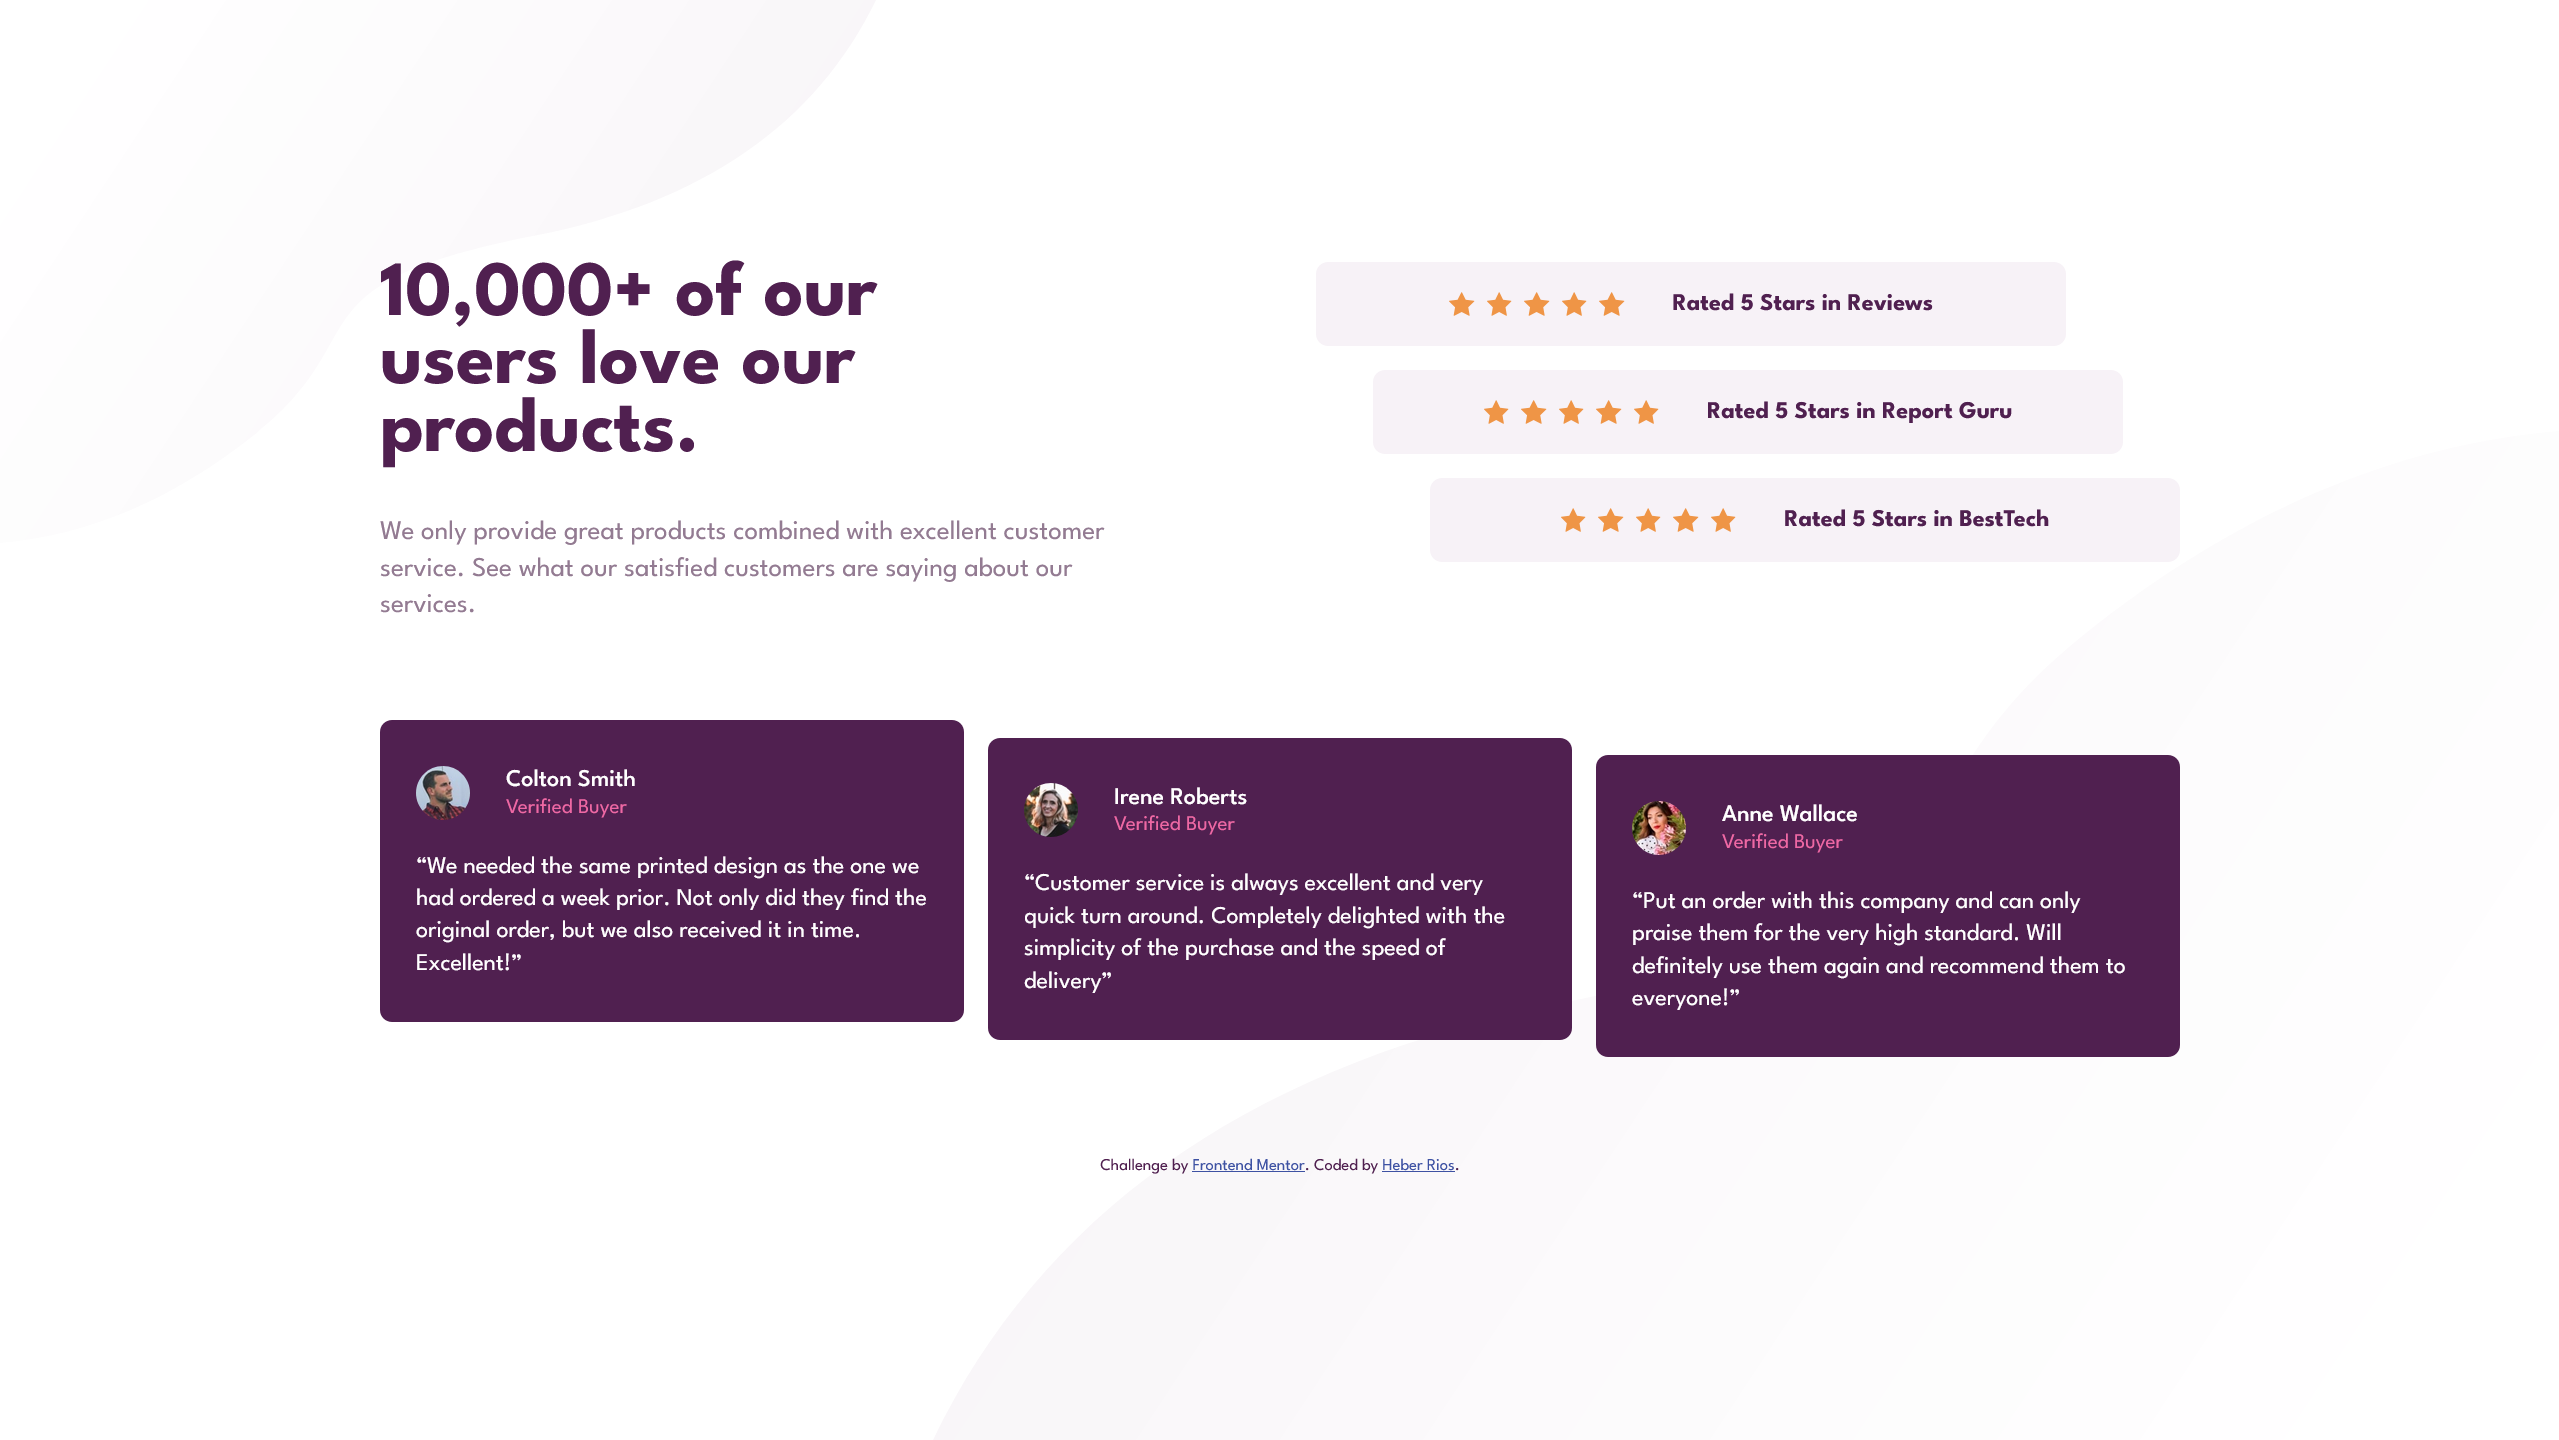 10,000+ of our
users love our
products.
We only provide great products combined with excellent customer
service. See what our satisfied customers are saying about our
services.
Rated 5 Stars in Reviews
Rated 5 Stars in Report Guru
Rated 5 Stars in BestTech
Colton Smith
Verified Buyer
“We needed the same printed design as the one we
had ordered a week prior. Not only did they find the
original order, but we also received it in time.
Excellent!”
Irene Roberts
Verified Buyer
“Customer service is always excellent and very
quick turn around. Completely delighted with the
simplicity of the purchase and the speed of
delivery”
Anne Wallace
Verified Buyer
“Put an order with this company and can only
praise them for the very high standard. Will
definitely use them again and recommend them to
everyone!”
Challenge by Frontend Mentor. Coded by Heber Rios.